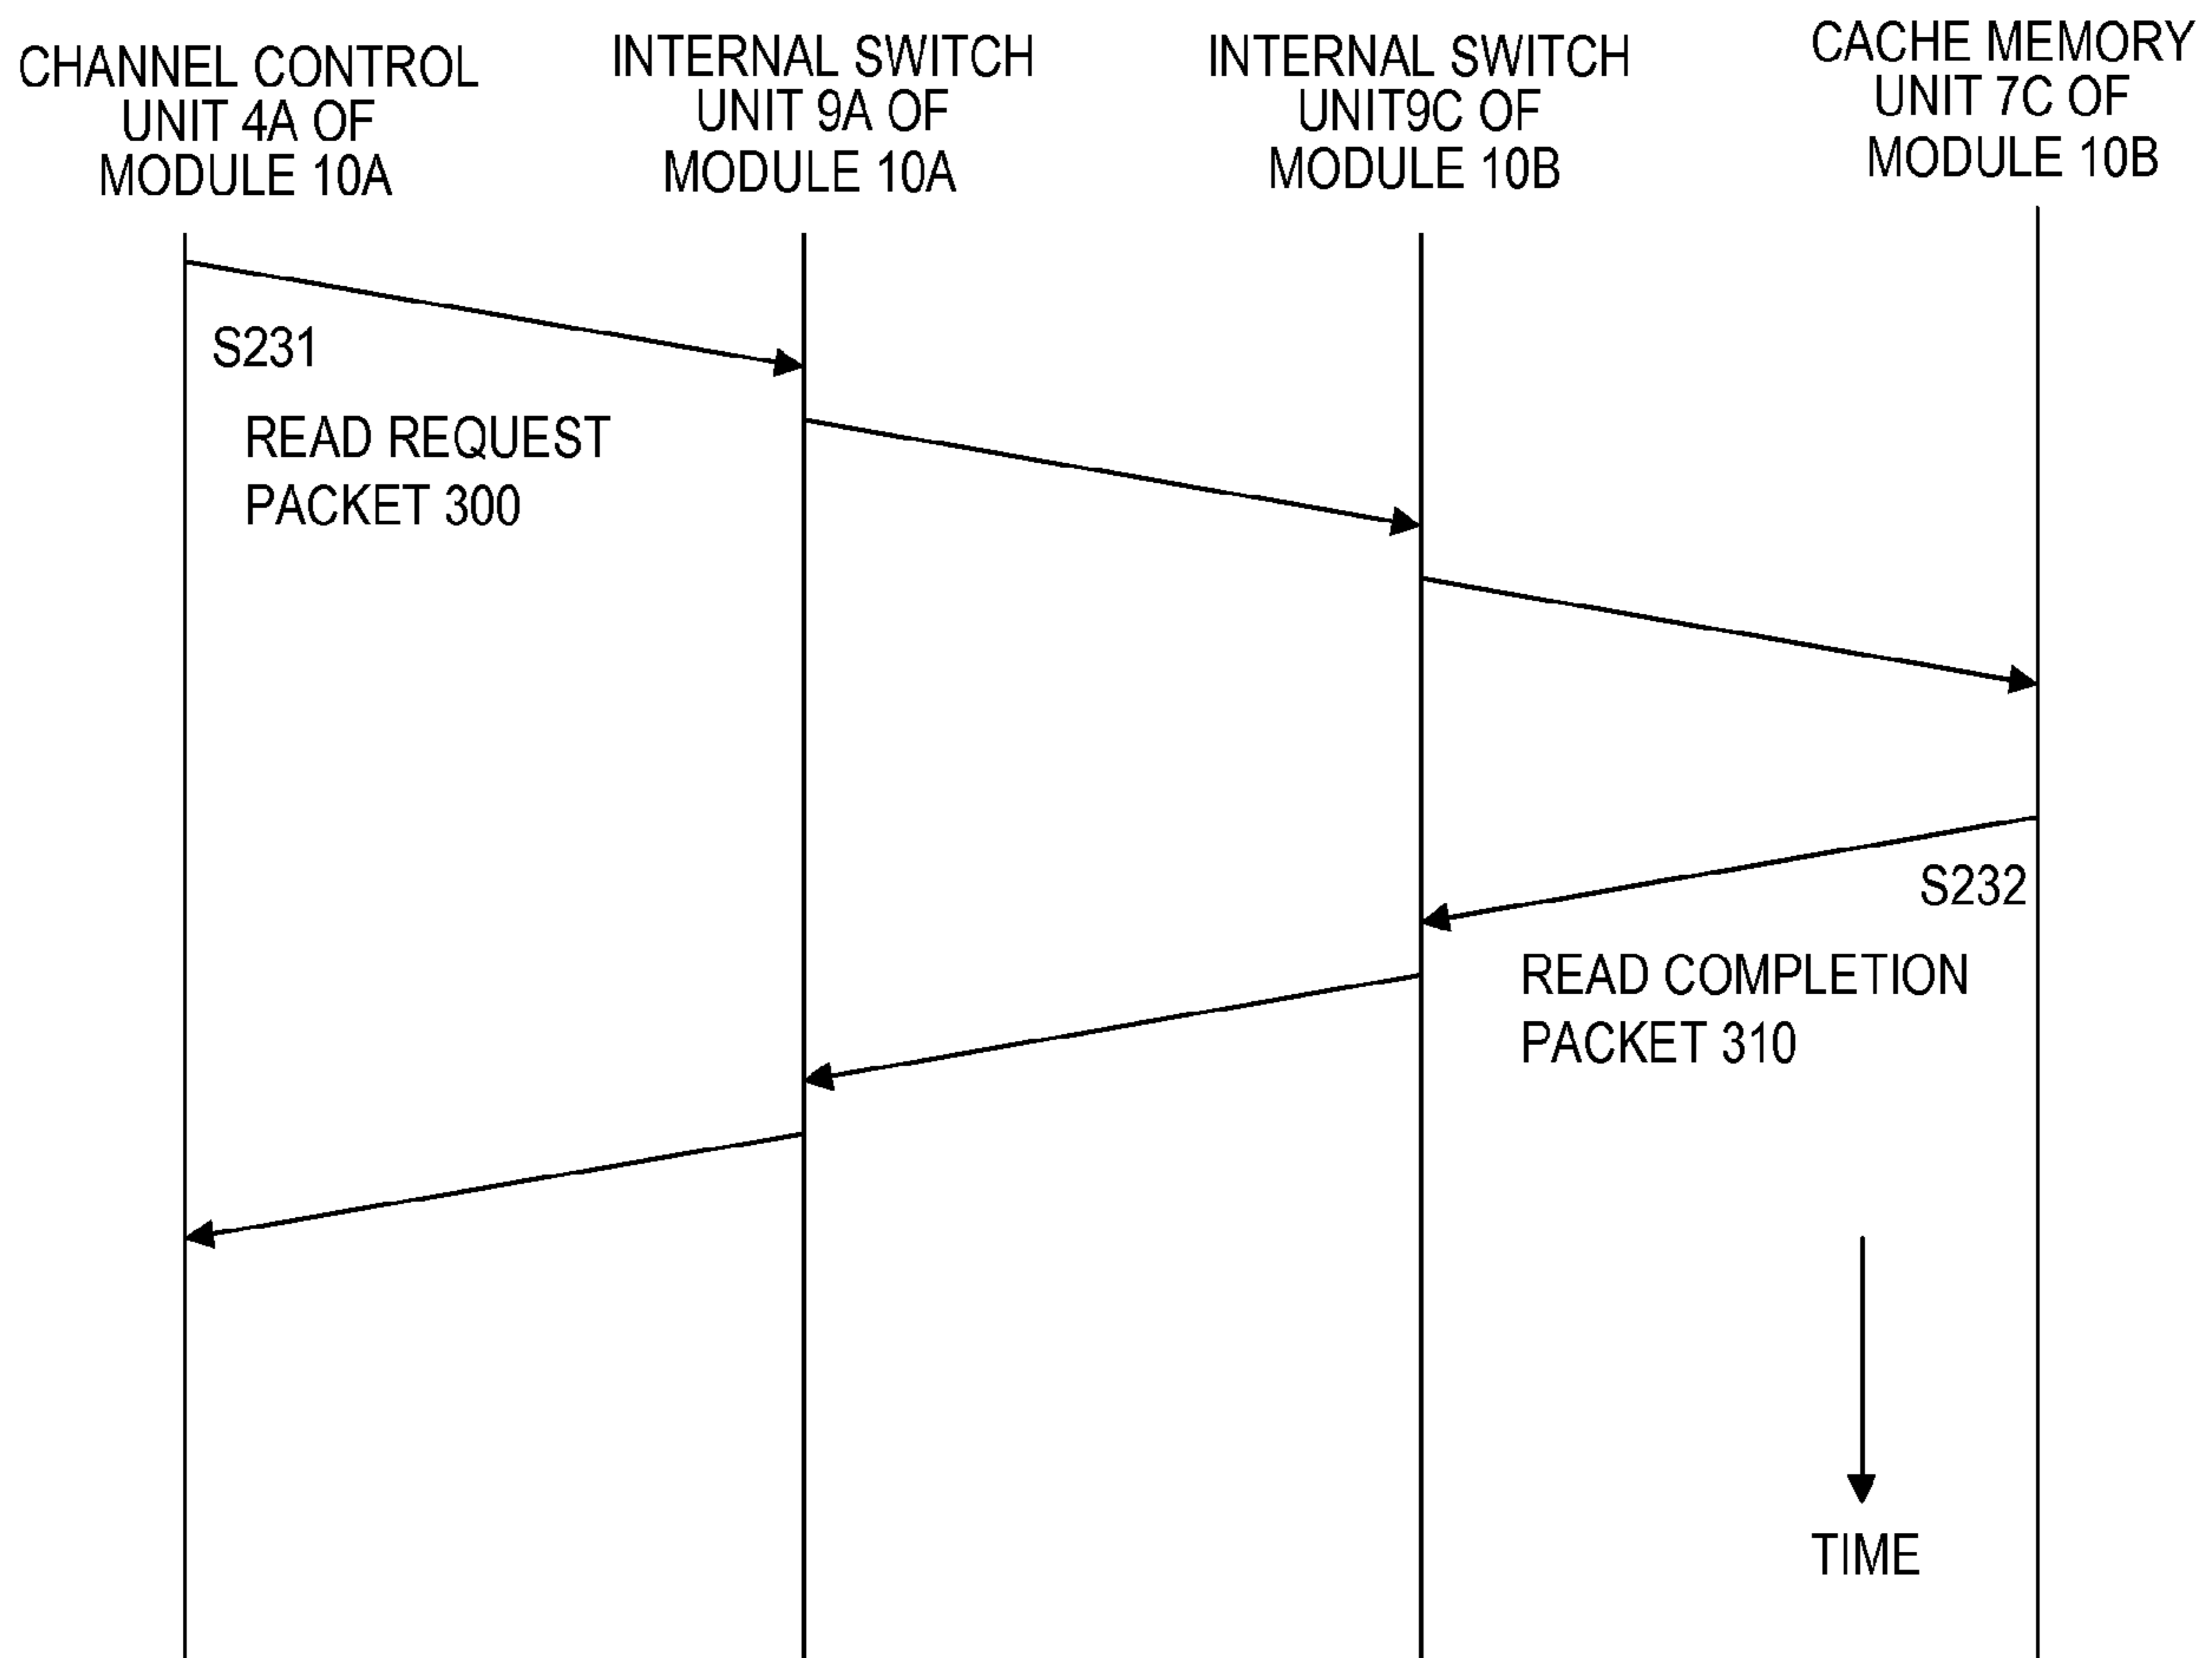 CHANNEL CONTROL
UNIT 4A OF
MODULE 10A
INTERNAL SWITCH
UNIT 9A OF
MODULE 10A
INTERNAL SWITCH
UNIT9C OF
MODULE 10B
CACHE MEMORY
UNIT 7C OF
MODULE 10B
S231
READ REQUEST
PACKET 300
S232
READ COMPLETION
PACKET 310
TIME